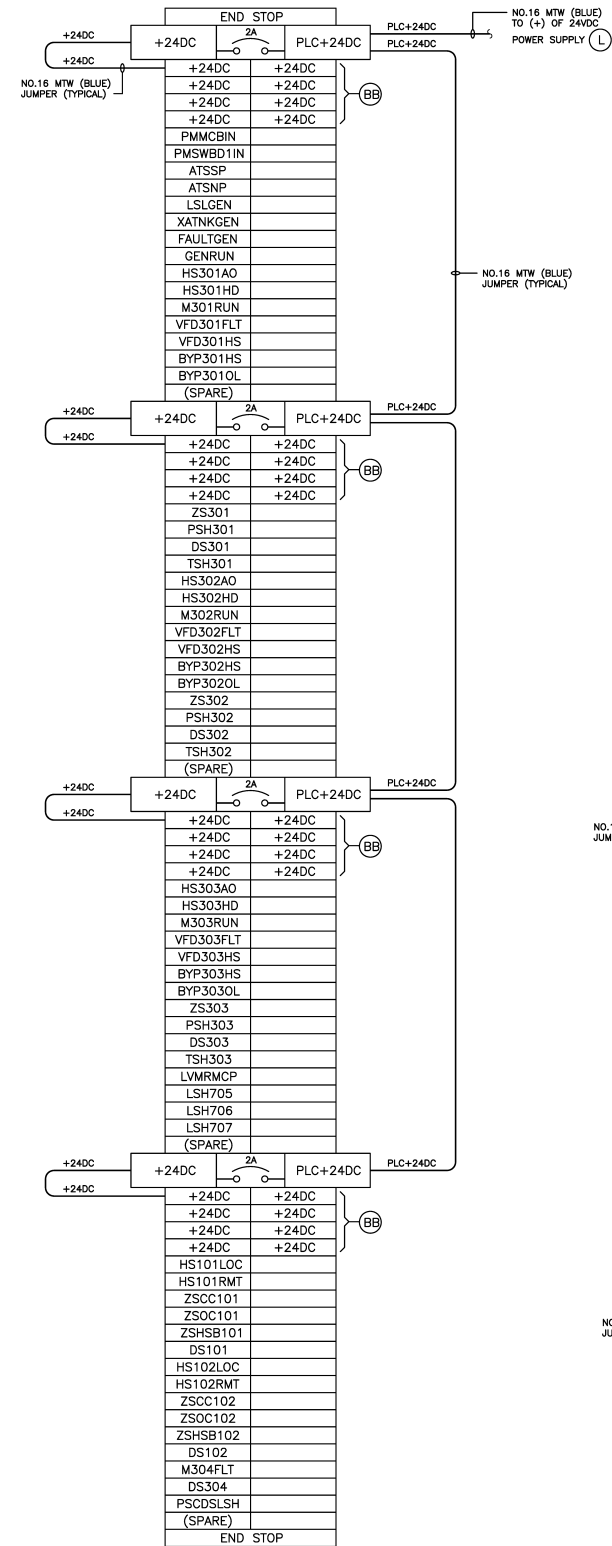 END STOP
+24DC
+24DC 2A PLC+24DC
PLC+24DC
PLC+24DC
NO.16 MTW (BLUE)
TO (+) OF 24VDC
POWER SUPPLY L
+24DC
NO.16 MTW (BLUE)
JUMPER (TYPICAL)
+24DC +24DC
+24DC +24DC
+24DC +24DC
+24DC +24DC
BB
PMMCBIN
PMSWBD1IN
ATSSP
ATSNP
LSLGEN
XATNKGEN
FAULTGEN
GENRUN
HS301AO
HS301HD
M301RUN
VFD301FLT
VFD301HS
BYP301HS
BYP301OL
(SPARE)
NO.16 MTW (BLUE)
JUMPER (TYPICAL)
+24DC
+24DC 2A PLC+24DC
PLC+24DC
+24DC
+24DC +24DC
+24DC +24DC
+24DC +24DC
+24DC +24DC
BB
ZS301
PSH301
DS301
TSH301
HS302AO
HS302HD
M302RUN
VFD302FLT
VFD302HS
BYP302HS
BYP302OL
ZS302
PSH302
DS302
TSH302
(SPARE)
+24DC
+24DC 2A PLC+24DC
PLC+24DC
+24DC
+24DC +24DC
+24DC +24DC
+24DC +24DC
+24DC +24DC
BB
NO.
JUM
HS303AO
HS303HD
M303RUN
VFD303FLT
VFD303HS
BYP303HS
BYP303OL
ZS303
PSH303
DS303
TSH303
LVMRMCP
LSH705
LSH706
LSH707
(SPARE)
+24DC
+24DC 2A PLC+24DC
PLC+24DC
+24DC
+24DC +24DC
+24DC +24DC
+24DC +24DC
+24DC +24DC
BB
HS101LOC
HS101RMT
ZSCC101
ZSOC101
ZSHSB101
DS101
HS102LOC
HS102RMT
ZSCC102
ZSOC102
ZSHSB102
DS102
M304FLT
DS304
PSCDSLSH
(SPARE)
END STOP
NO
JU